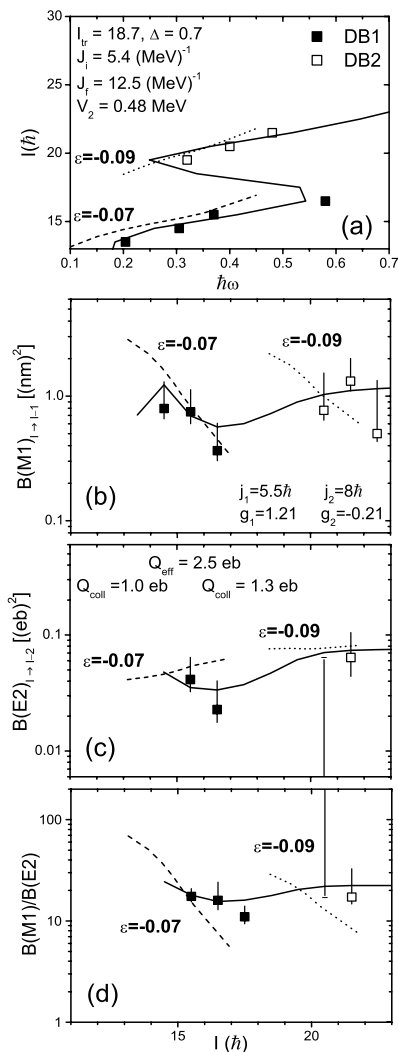 30
I_tr = 18.7, Δ = 0.7
J_i = 5.4 (MeV)^-1
J_f = 12.5 (MeV)^-1
V_2 = 0.48 MeV
DB1
DB2
25
I(ħ)
20
ε=-0.09
ε=-0.07
15
(a)
0.1 0.2 0.3 0.4 0.5 0.6 0.7
ħω
ε=-0.07
ε=-0.09
1.0
B(M1)_I→I-1 [(nm)^2]
j_1=5.5ħ j_2=8ħ
g_1=1.21 g_2=-0.21
0.1
(b)
Q_eff = 2.5 eb
Q_coll=1.0 eb Q_coll = 1.3 eb
ε=-0.09
0.1
ε=-0.07
B(E2)_I→I-2 [(eb)^2]
0.01
(c)
100
ε=-0.09
B(M1)/B(E2)
10
ε=-0.07
(d)
1
15 20
I (ħ)